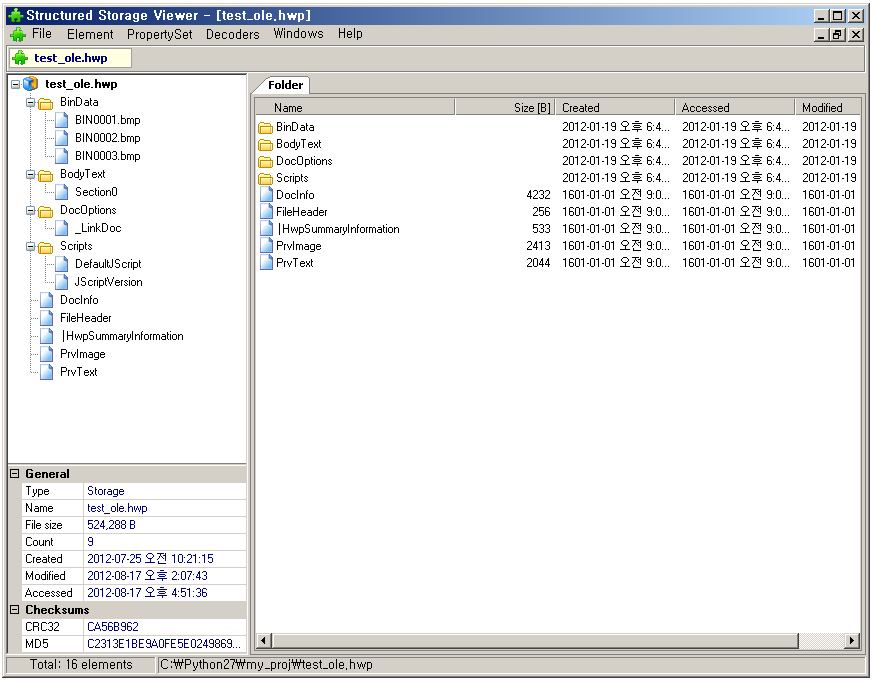 Structured Storage Viewer - [test_ole.hwp]
File Element PropertySet Decoders Windows Help
test_ole.hwp
test_ole.hwp
BinData
BIN0001.bmp
BIN0002.bmp
BIN0003.bmp
BodyText
Section0
DocOptions
_LinkDoc
Scripts
DefaultJScript
JScriptVersion
DocInfo
FileHeader
|HwpSummaryInformation
PrvImage
PrvText
General
Type Storage
Name test_ole.hwp
File size 524,288 B
Count 9
Created 2012-07-25 오전 10:21:15
Modified 2012-08-17 오후 2:07:43
Accessed 2012-08-17 오후 4:51:36
Checksums
CRC32 CA56B962
MD5 C2313E1BE9A0FE5E0249869...
Folder
Name Size [B] Created Accessed Modified
BinData 2012-01-19 오후 6:4... 2012-01-19 오후 6:4... 2012-01-19
BodyText 2012-01-19 오후 6:4... 2012-01-19 오후 6:4... 2012-01-19
DocOptions 2012-01-19 오후 6:4... 2012-01-19 오후 6:4... 2012-01-19
Scripts 2012-01-19 오후 6:4... 2012-01-19 오후 6:4... 2012-01-19
DocInfo 4232 1601-01-01 오전 9:0... 1601-01-01 오전 9:0... 1601-01-01
FileHeader 256 1601-01-01 오전 9:0... 1601-01-01 오전 9:0... 1601-01-01
|HwpSummaryInformation 533 1601-01-01 오전 9:0... 1601-01-01 오전 9:0... 1601-01-01
PrvImage 2413 1601-01-01 오전 9:0... 1601-01-01 오전 9:0... 1601-01-01
PrvText 2044 1601-01-01 오전 9:0... 1601-01-01 오전 9:0... 1601-01-01
Total: 16 elements C:₩Python27₩my_proj₩test_ole.hwp